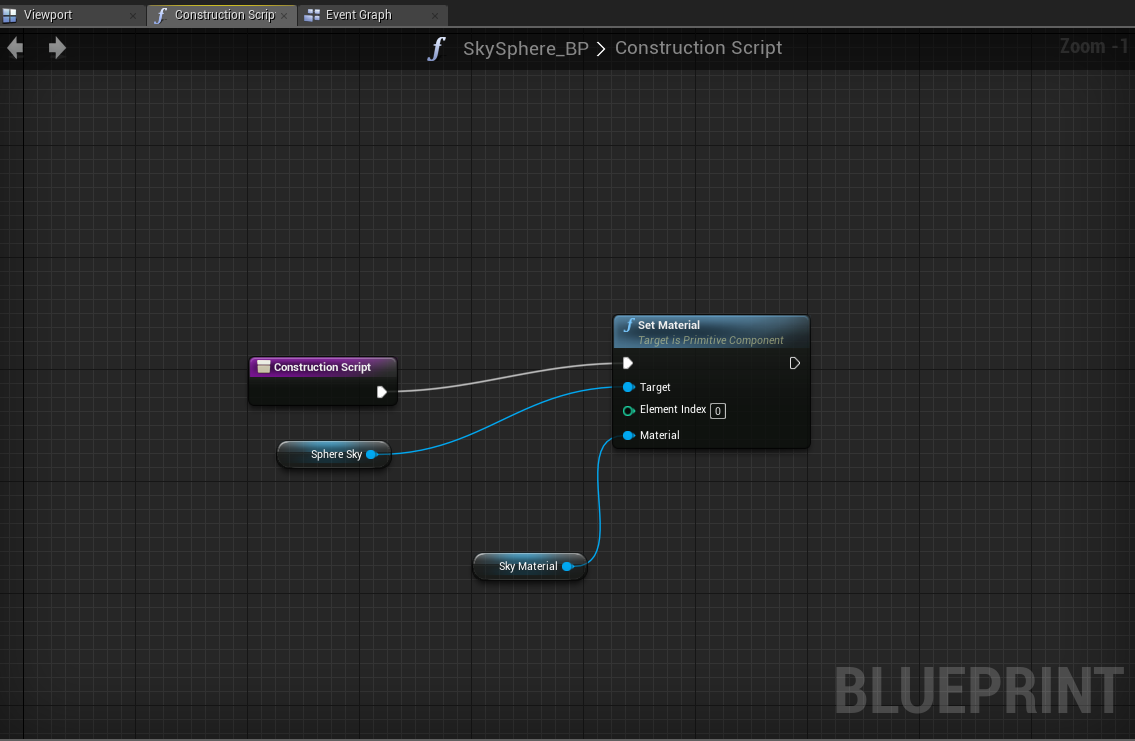 Viewport
Construction Scrip
Event Graph
SkySphere_BP > Construction Script
Zoom -1
Set Material
Target is Primitive Component
Construction Script
Target
Element Index 0
Material
Sphere Sky
Sky Material
BLUEPRINT